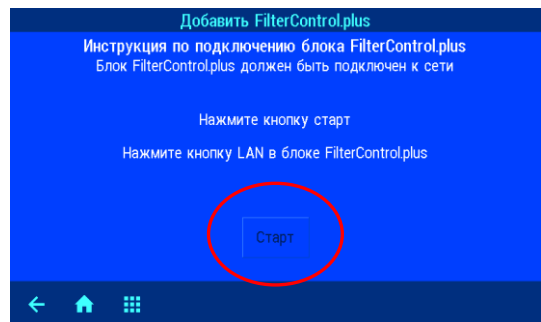 Добавить FilterControl.plus
Инструкция по подключению блока FilterControl.plus
Блок FilterControl.plus должен быть подключен к сети
Нажмите кнопку старт
Нажмите кнопку LAN в блоке FilterControl.plus
Старт